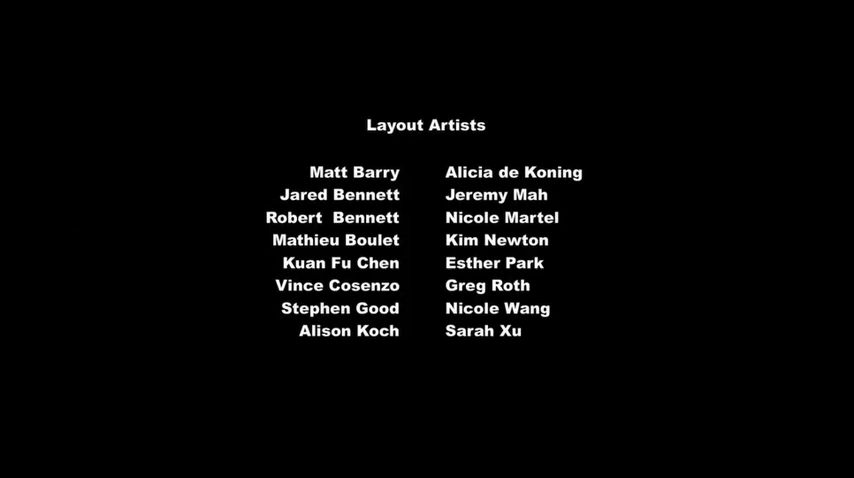 Layout Artists
Matt Barry Alicia de Koning
Jared Bennett Jeremy Mah
Robert  Bennett Nicole Martel
Mathieu Boulet Kim Newton
Kuan Fu Chen Esther Park
Vince Cosenzo Greg Roth
Stephen Good Nicole Wang
Alison Koch Sarah Xu